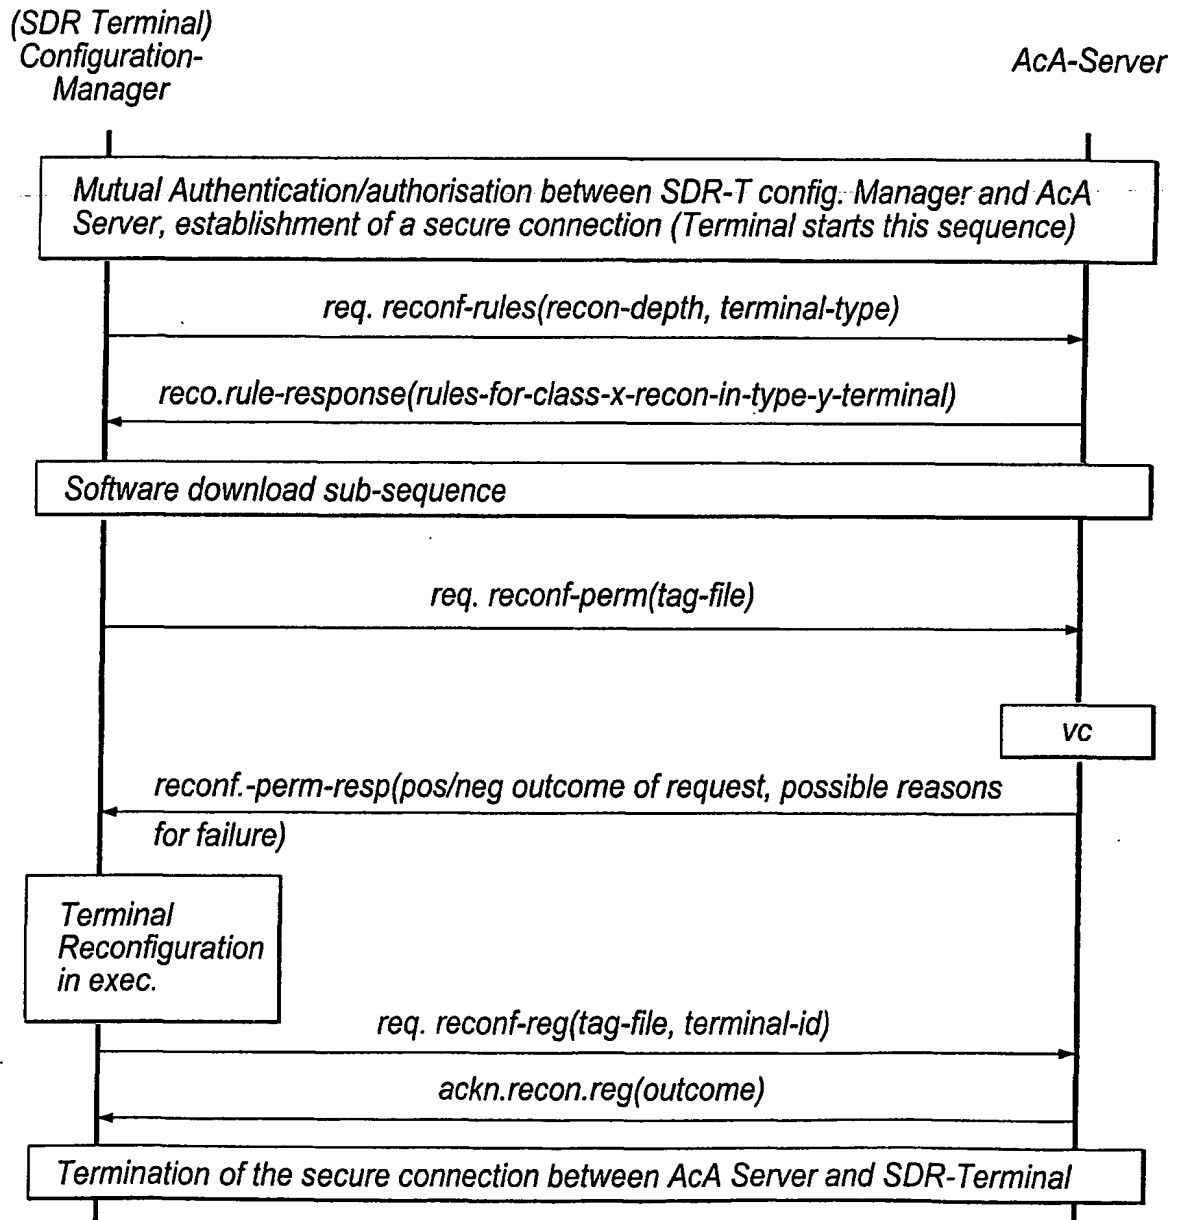 (SDR Terminal)
Configuration-
Manager
AcA-Server
Mutual Authentication/authorisation between SDR-T config. Manager and AcA
Server, establishment of a secure connection (Terminal starts this sequence)
req. reconf-rules(recon-depth, terminal-type)
reco.rule-response(rules-for-class-x-recon-in-type-y-terminal)
Software download sub-sequence
req. reconf-perm(tag-file)
vc
reconf.-perm-resp(pos/neg outcome of request, possible reasons
for failure)
Terminal
Reconfiguration
in exec.
req. reconf-reg(tag-file, terminal-id)
ackn.recon.reg(outcome)
Termination of the secure connection between AcA Server and SDR-Terminal